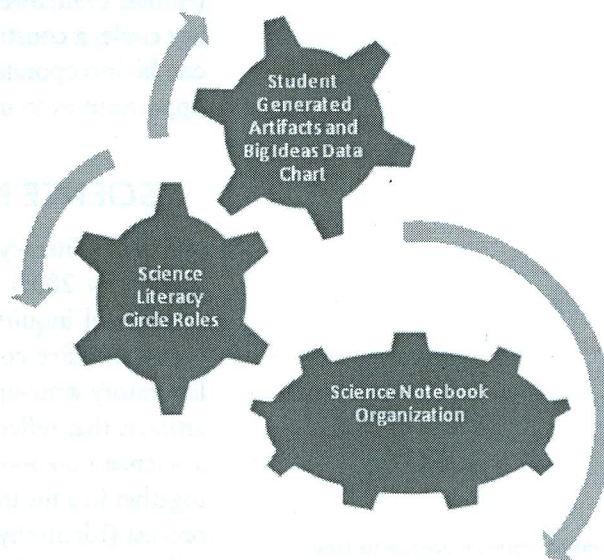 Student
Generated
Artifacts and
Big Ideas Data
Chart
Science
Literacy
Circle Roles
Science Notebook
Organization